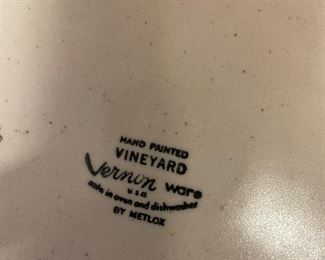 HAND PAINTED
VINEYARD
Vernon ware
U.S.A.
safe in oven and dishwasher
BY METLOX